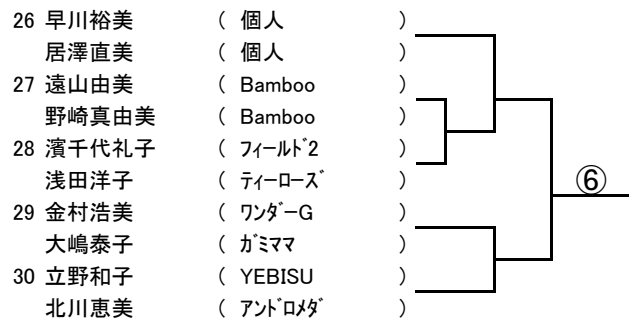 26 早川裕美 ( 個人 )
居澤直美 ( 個人 )
27 遠山由美 ( Bamboo )
野崎真由美 ( Bamboo )
28 濱千代礼子 ( フィールド2 )
浅田洋子 ( ティーローズ )
⑥
29 金村浩美 ( ワンダーG )
大嶋泰子 ( ガミママ )
30 立野和子 ( YEBISU )
北川恵美 ( アンドロメダ )